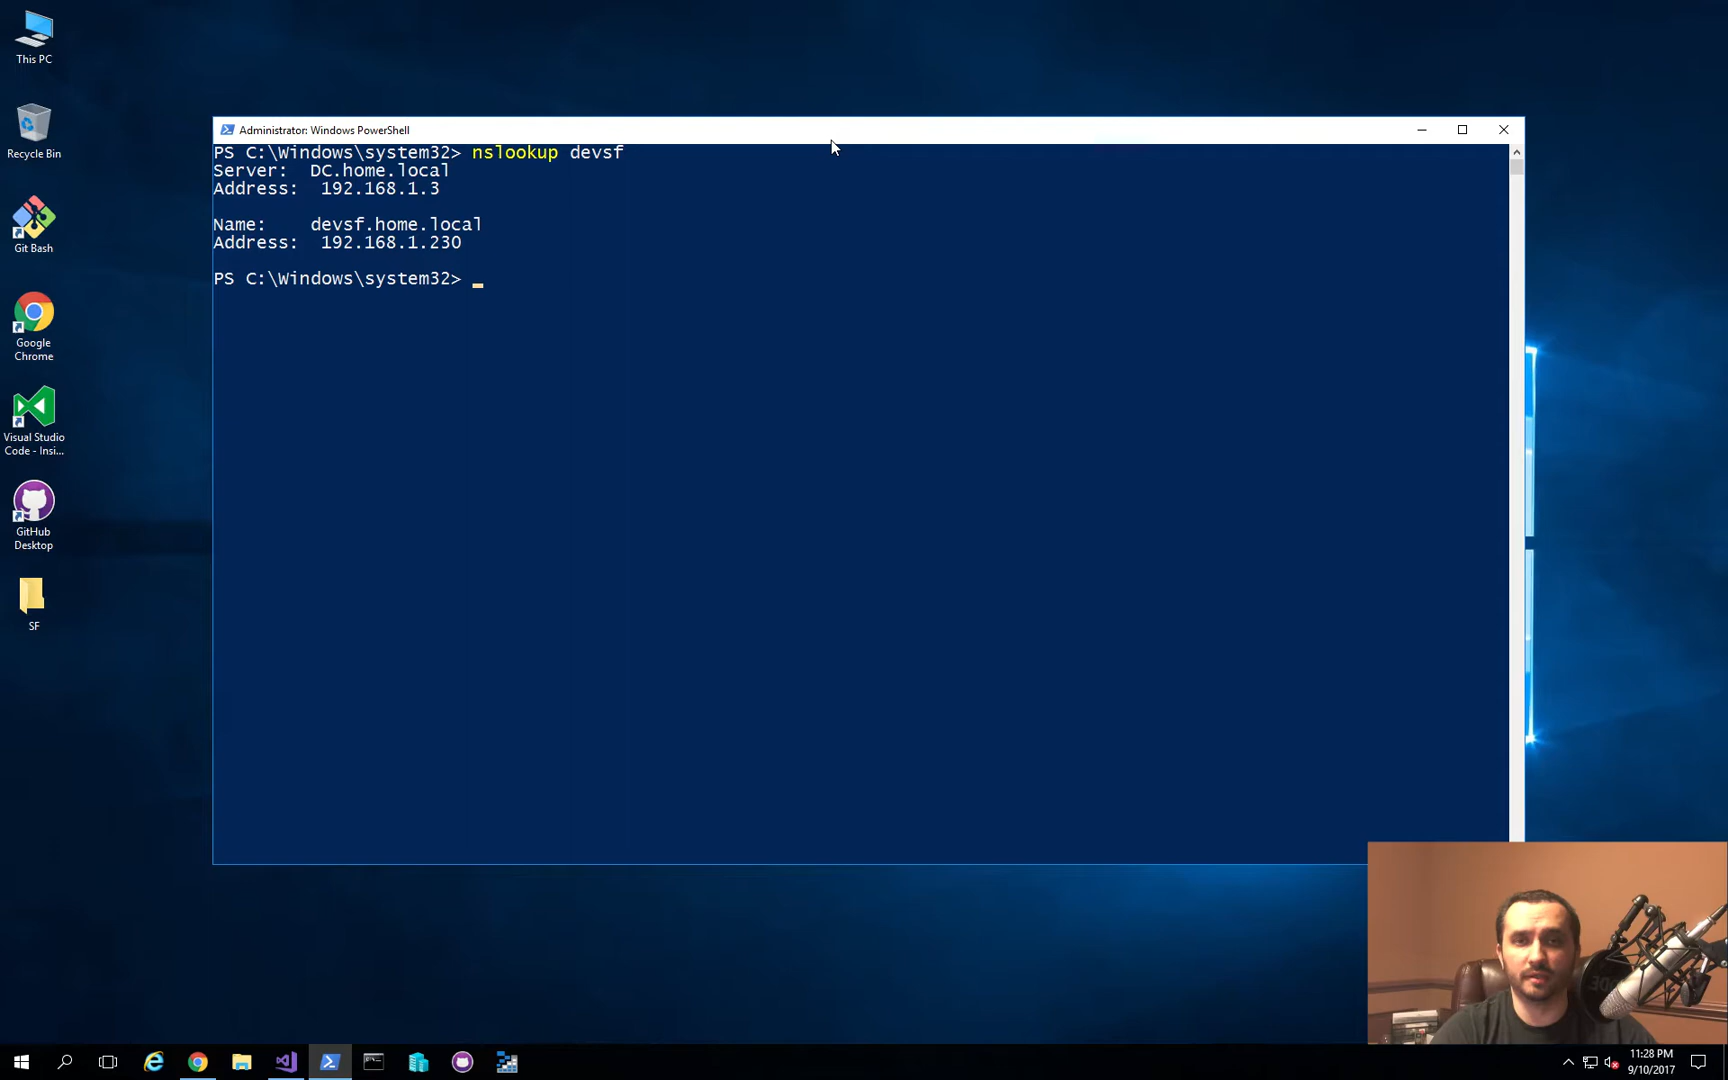 This PC
Recycle Bin
Git Bash
Google
Chrome
Visual Studio
Code - Insi...
GitHub
Desktop
SF
Administrator: Windows PowerShell
PS C:\Windows\system32> nslookup devsf
Server:  DC.home.local
Address:  192.168.1.3
Name:    devsf.home.local
Address:  192.168.1.230
PS C:\Windows\system32>
11:28 PM
9/10/2017